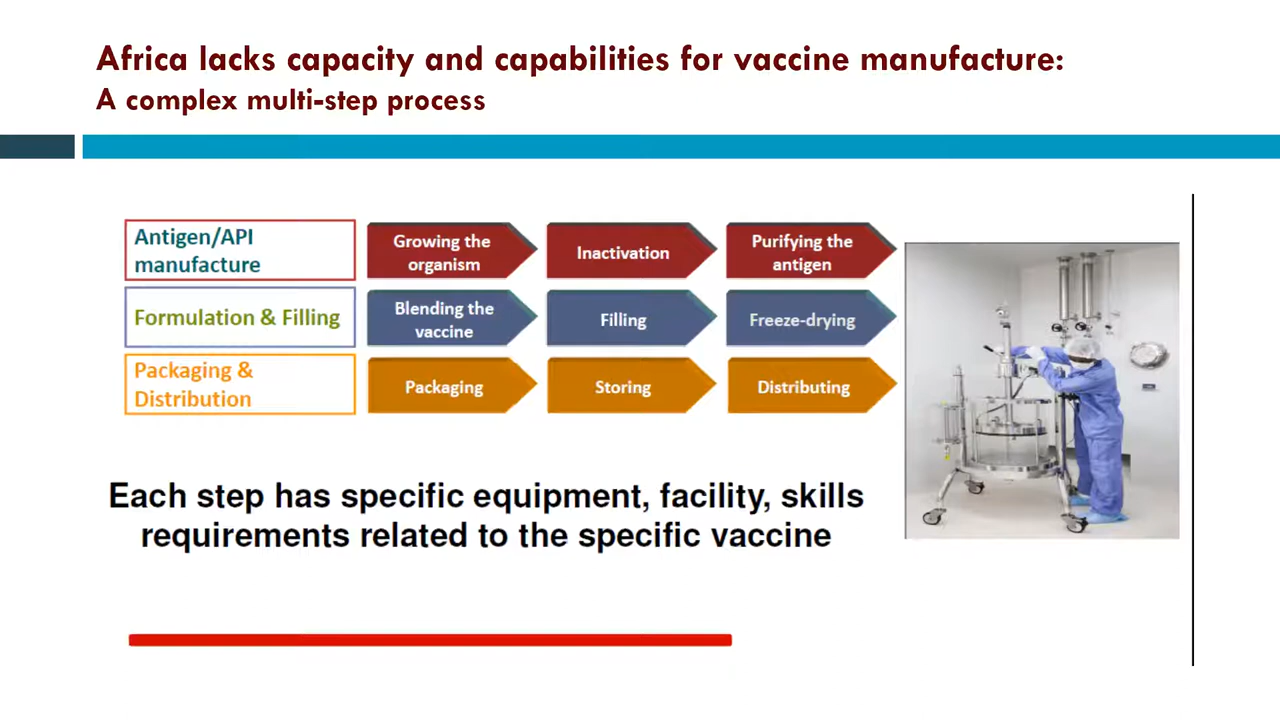 Africa lacks capacity and capabilities for vaccine manufacture:
A complex multi-step process
Antigen/API
manufacture
Growing the
organism
Inactivation
Purifying the
antigen
Formulation & Filling
Blending the
vaccine
Filling
Freeze-drying
Packaging &
Distribution
Packaging
Storing
Distributing
Each step has specific equipment, facility, skills
requirements related to the specific vaccine